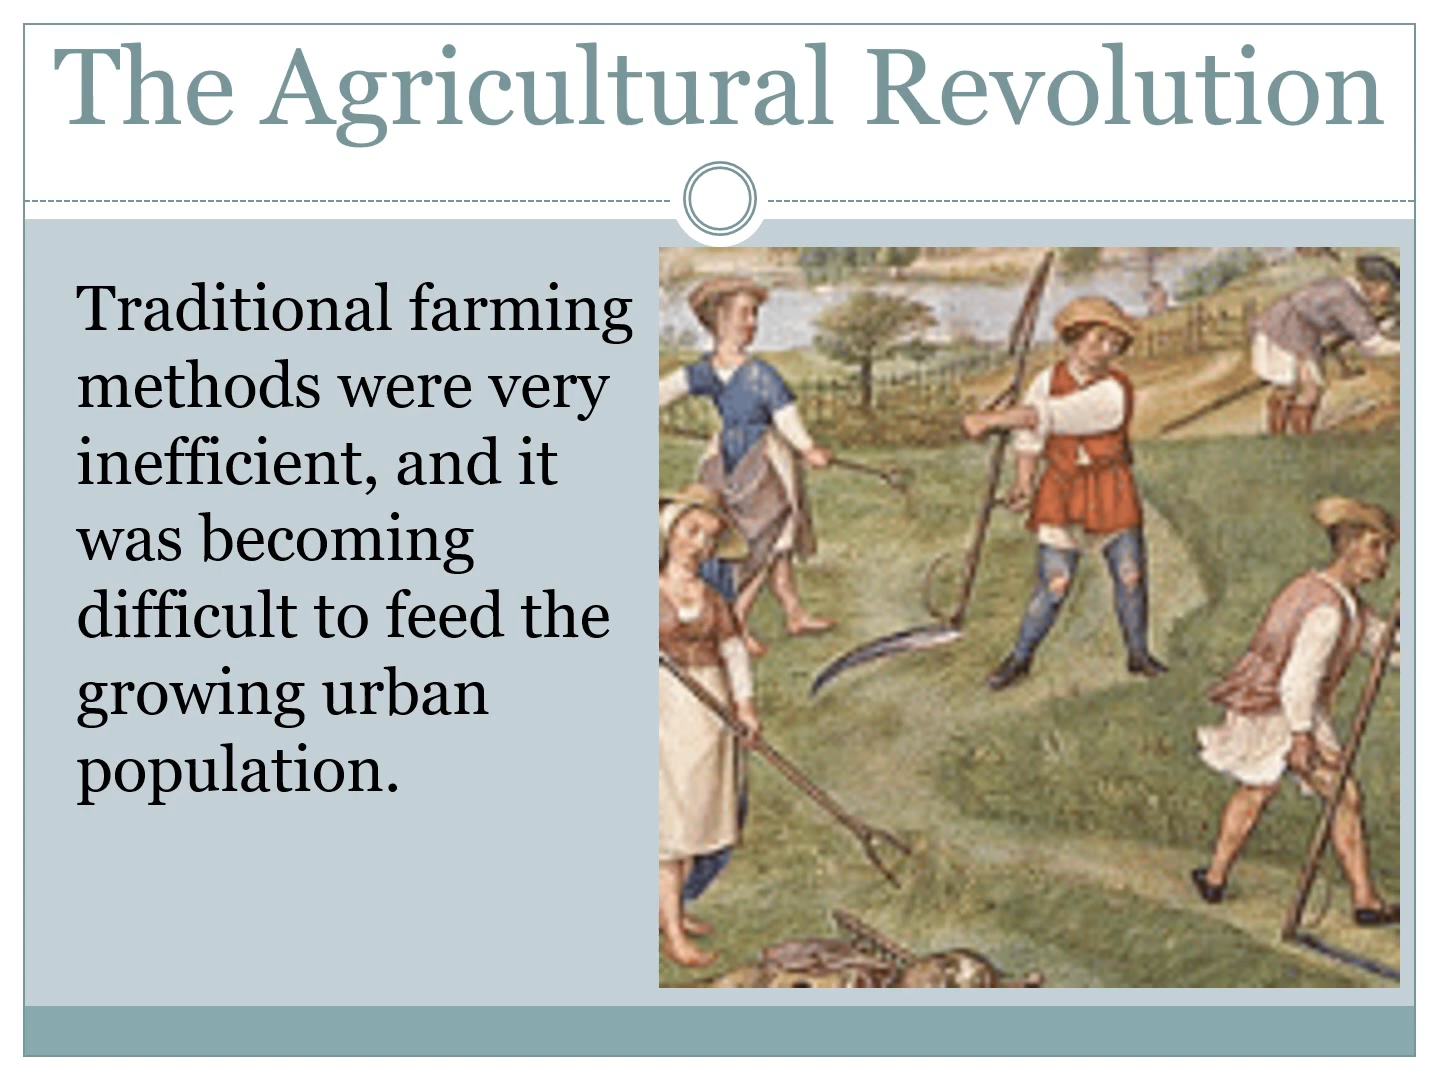 The Agricultural Revolution
Traditional farming
methods were very
inefficient, and it
was becoming
difficult to feed the
growing urban
population.